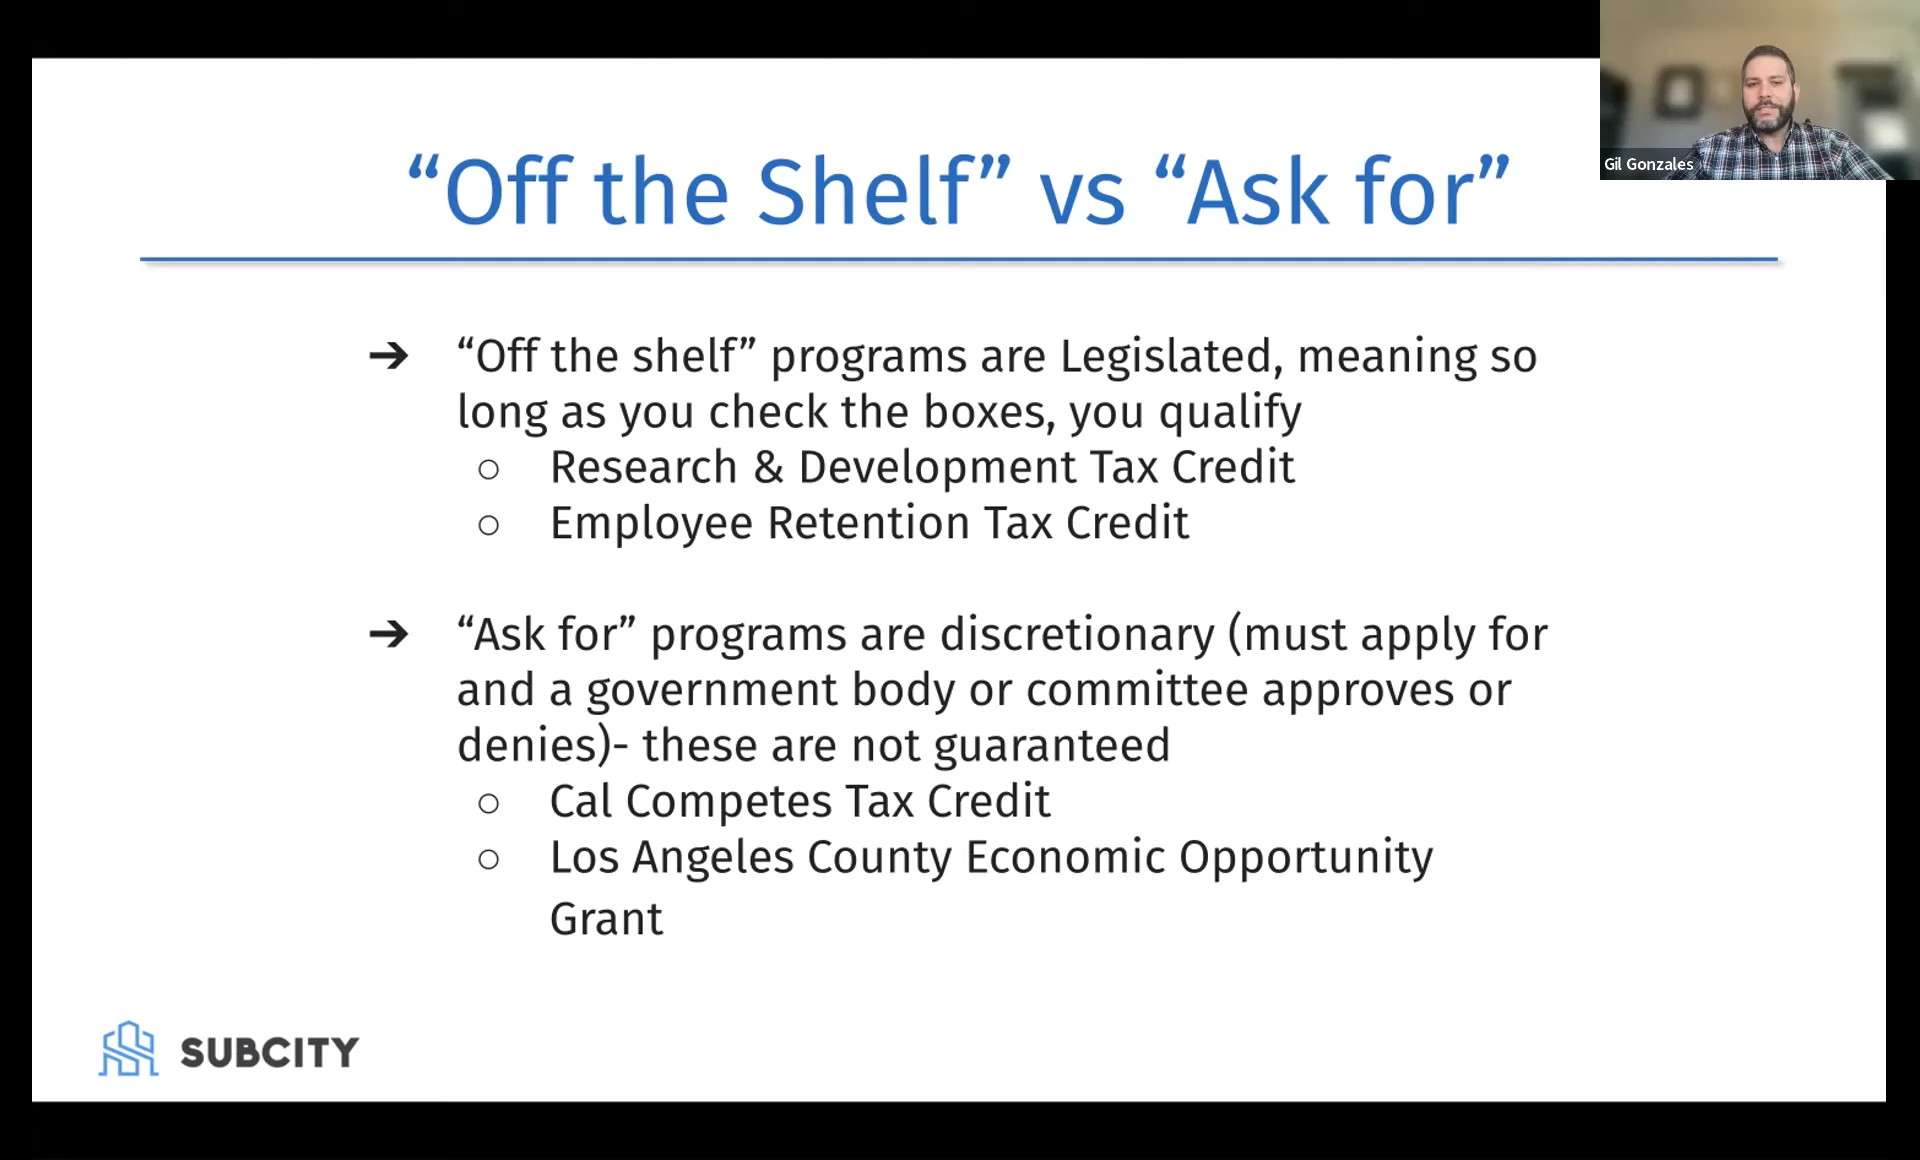 “Off the Shelf” vs “Ask for”
Gil Gonzales
➔ “Off the shelf” programs are Legislated, meaning so
long as you check the boxes, you qualify
○ Research & Development Tax Credit
○ Employee Retention Tax Credit
➔ “Ask for” programs are discretionary (must apply for
and a government body or committee approves or
denies)- these are not guaranteed
○ Cal Competes Tax Credit
○ Los Angeles County Economic Opportunity
Grant
SUBCITY